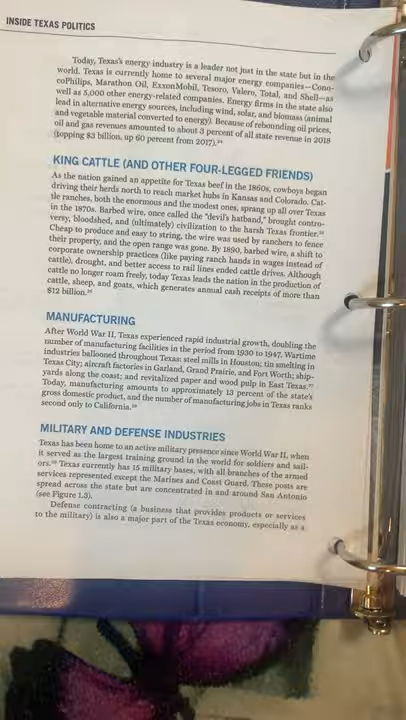 INSIDE TEXAS POLITICS
Today, Texas's energy industry is a leader not just in the state but in the
world. Texas is currently home to several major energy companies—Cono-
coPhilips, Marathon Oil, ExxonMobil, Tesoro, Valero, Total, and Shell—as
well as 5,000 other energy-related companies. Energy firms in the state also
lead in alternative energy sources, including wind, solar, and biomass (animal
and vegetable material converted to energy). Because of rebounding oil prices,
oil and gas revenues amounted to about 3 percent of all state revenue in 2018
(topping $3 billion, up 60 percent from 2017).²⁴
KING CATTLE (AND OTHER FOUR-LEGGED FRIENDS)
As the nation gained an appetite for Texas beef in the 1860s, cowboys began
driving their herds north to reach market hubs in Kansas and Colorado. Cat-
tle ranches, both the enormous and the modest ones, sprang up all over Texas
in the 1870s. Barbed wire, once called the "devil's hatband," brought contro-
versy, bloodshed, and (ultimately) civilization to the harsh Texas frontier.²⁵
Cheap to produce and easy to string, the wire was used by ranchers to fence
their property, and the open range was gone. By 1890, barbed wire, a shift to
corporate ownership practices (like paying ranch hands in wages instead of
cattle), drought, and better access to rail lines ended cattle drives. Although
cattle no longer roam freely, today Texas leads the nation in the production of
cattle, sheep, and goats, which generates annual cash receipts of more than
$12 billion.²⁶
MANUFACTURING
After World War II, Texas experienced rapid industrial growth, doubling the
number of manufacturing facilities in the period from 1930 to 1947. Wartime
industries ballooned throughout Texas: steel mills in Houston; tin smelting in
Texas City; aircraft factories in Garland, Grand Prairie, and Fort Worth; ship-
yards along the coast; and revitalized paper and wood pulp in East Texas.²⁷
Today, manufacturing amounts to approximately 13 percent of the state's
gross domestic product, and the number of manufacturing jobs in Texas ranks
second only to California.²⁸
MILITARY AND DEFENSE INDUSTRIES
Texas has been home to an active military presence since World War II, when
it served as the largest training ground in the world for soldiers and sail-
ors.²⁹ Texas currently has 15 military bases, with all branches of the armed
services represented except the Marines and Coast Guard. These posts are
spread across the state but are concentrated in and around San Antonio
(see Figure 1.3).
Defense contracting (a business that provides products or services
to the military) is also a major part of the Texas economy, especially as a